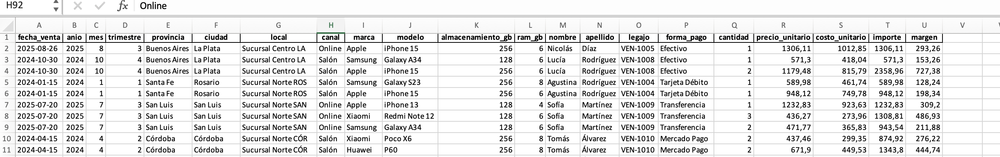 H92 fx Online
A B C D E F G H I J K L M N O P Q R S T U V
1 fecha_venta anio mes trimestre provincia ciudad local canal marca modelo almacenamiento_gb ram_gb nombre apellido legajo forma_pago cantidad precio_unitario costo_unitario importe margen
2 2025-08-26 2025 8 3 Buenos Aires La Plata Sucursal Centro LA Online Apple iPhone 15 256 6 Nicolás Díaz VEN-1005 Efectivo 1 1306,11 1012,85 1306,11 293,26
3 2024-10-30 2024 10 4 Buenos Aires La Plata Sucursal Centro LA Salón Samsung Galaxy A34 128 6 Lucía Rodríguez VEN-1008 Efectivo 1 571,3 418,04 571,3 153,26
4 2024-10-30 2024 10 4 Buenos Aires La Plata Sucursal Centro LA Salón Apple iPhone 15 256 6 Lucía Rodríguez VEN-1008 Efectivo 2 1179,48 815,79 2358,96 727,38
5 2024-01-15 2024 1 1 Santa Fe Rosario Sucursal Norte ROS Salón Samsung Galaxy S23 256 8 Agustina Rodríguez VEN-1004 Tarjeta Débito 1 589,98 461,74 589,98 128,24
6 2024-01-15 2024 1 1 Santa Fe Rosario Sucursal Norte ROS Salón Apple iPhone 15 256 6 Agustina Rodríguez VEN-1004 Tarjeta Débito 1 948,12 749,78 948,12 198,34
7 2025-07-20 2025 7 3 San Luis San Luis Sucursal Norte SAN Online Apple iPhone 13 128 4 Sofía Martínez VEN-1009 Transferencia 1 1232,83 923,63 1232,83 309,2
8 2025-07-20 2025 7 3 San Luis San Luis Sucursal Norte SAN Online Xiaomi Redmi Note 12 128 6 Sofía Martínez VEN-1009 Transferencia 3 436,27 273,96 1308,81 486,93
9 2025-07-20 2025 7 3 San Luis San Luis Sucursal Norte SAN Online Samsung Galaxy A34 128 6 Sofía Martínez VEN-1009 Transferencia 2 471,77 365,83 943,54 211,88
10 2024-04-15 2024 4 2 Córdoba Córdoba Sucursal Norte CÓR Salón Xiaomi Poco X6 256 8 Tomás Álvarez VEN-1010 Mercado Pago 2 437,46 299,35 874,92 276,22
11 2024-04-15 2024 4 2 Córdoba Córdoba Sucursal Norte CÓR Salón Huawei P60 256 8 Tomás Álvarez VEN-1010 Mercado Pago 2 671,9 449,53 1343,8 444,74